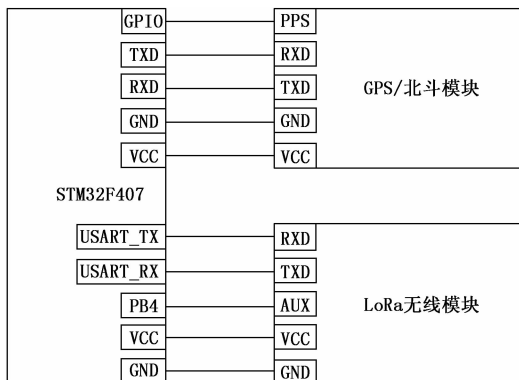 GPIO PPS
TXD RXD
RXD TXD GPS/北斗模块
GND GND
VCC VCC
STM32F407
USART_TX RXD
USART_RX TXD
PB4 AUX LoRa无线模块
VCC VCC
GND GND